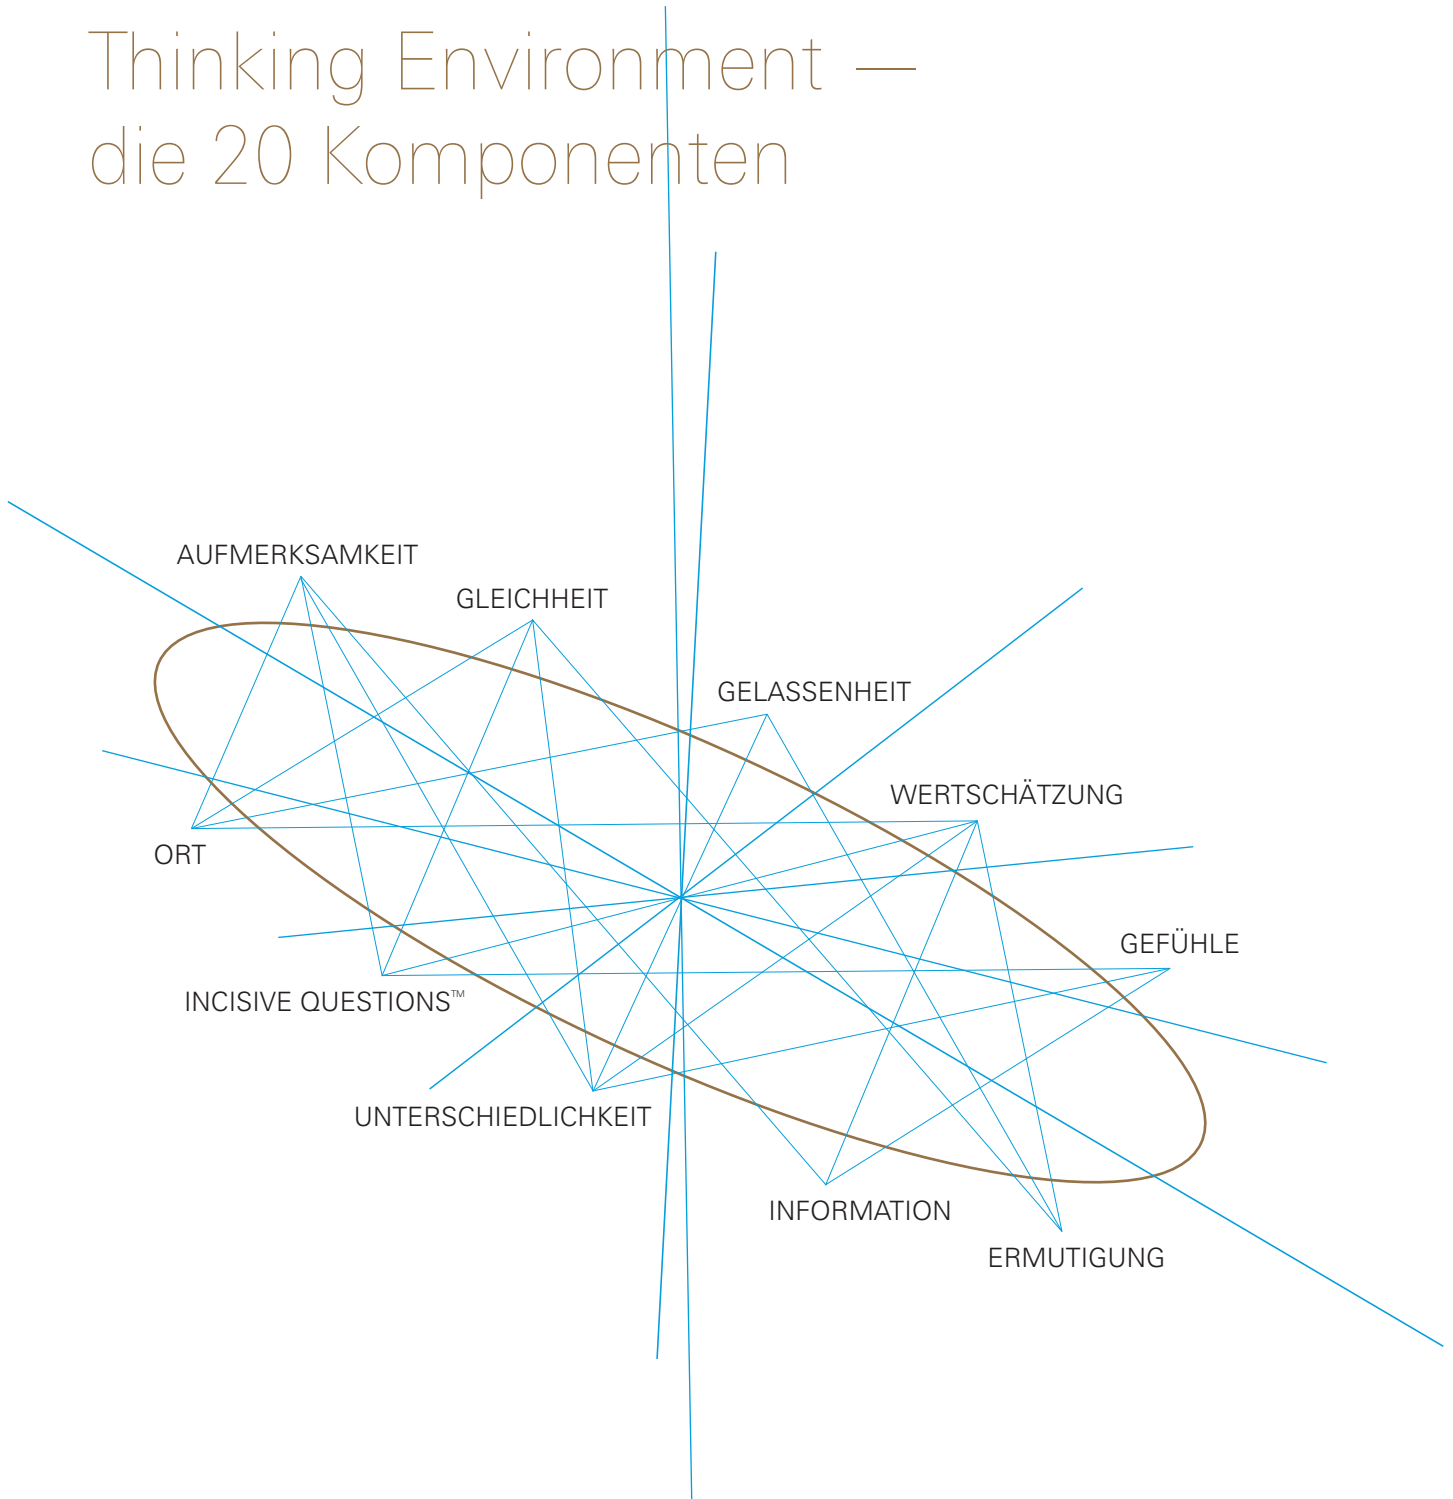 Thinking Environment —
die 20 Komponenten
AUFMERKSAMKEIT
GLEICHHEIT
GELASSENHEIT
WERTSCHÄTZUNG
ORT
GEFÜHLE
INCISIVE QUESTIONS™
UNTERSCHIEDLICHKEIT
INFORMATION
ERMUTIGUNG